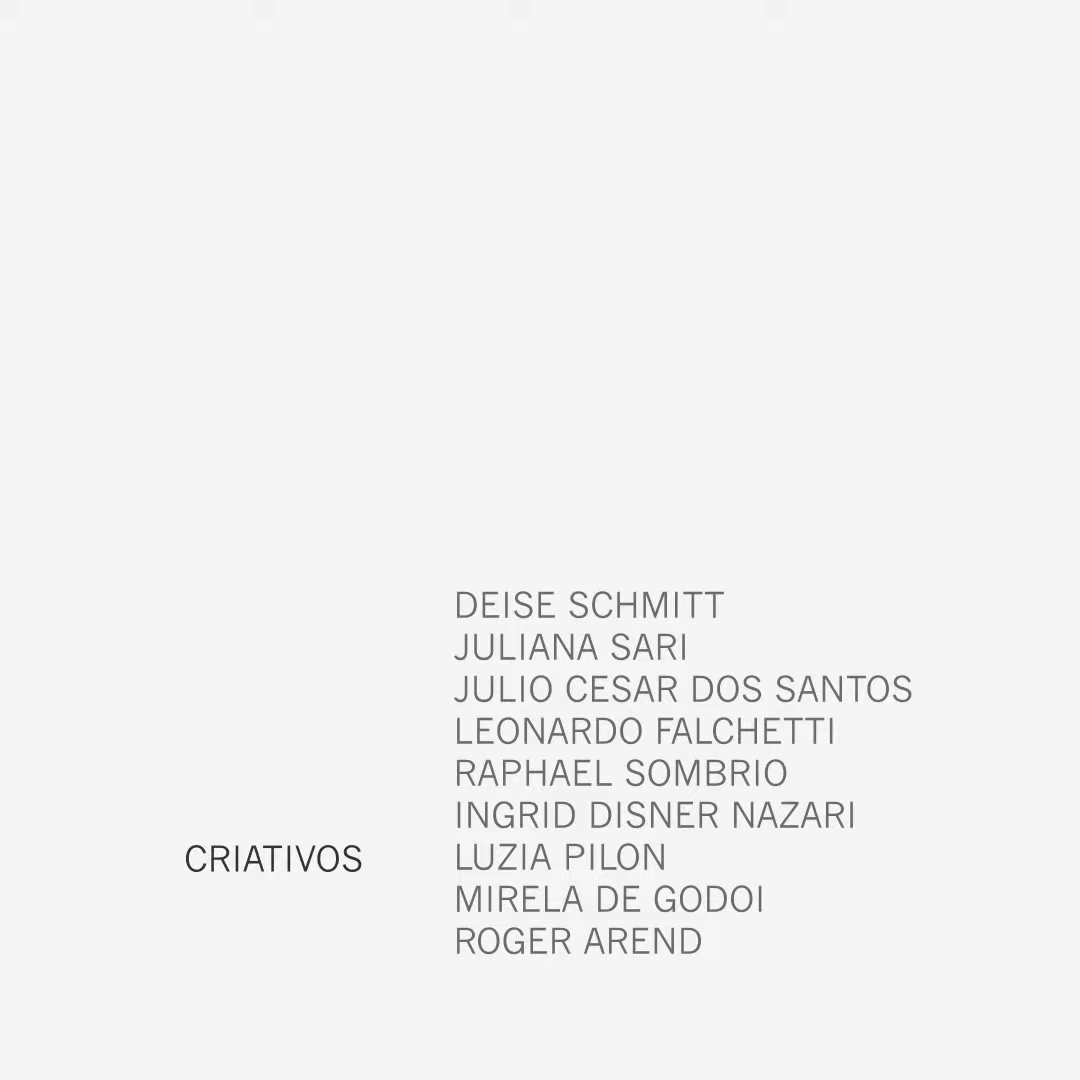 DEISE SCHMITT
JULIANA SARI
JULIO CESAR DOS SANTOS
LEONARDO FALCHETTI
RAPHAEL SOMBRIO
INGRID DISNER NAZARI
CRIATIVOS LUZIA PILON
MIRELA DE GODOI
ROGER AREND